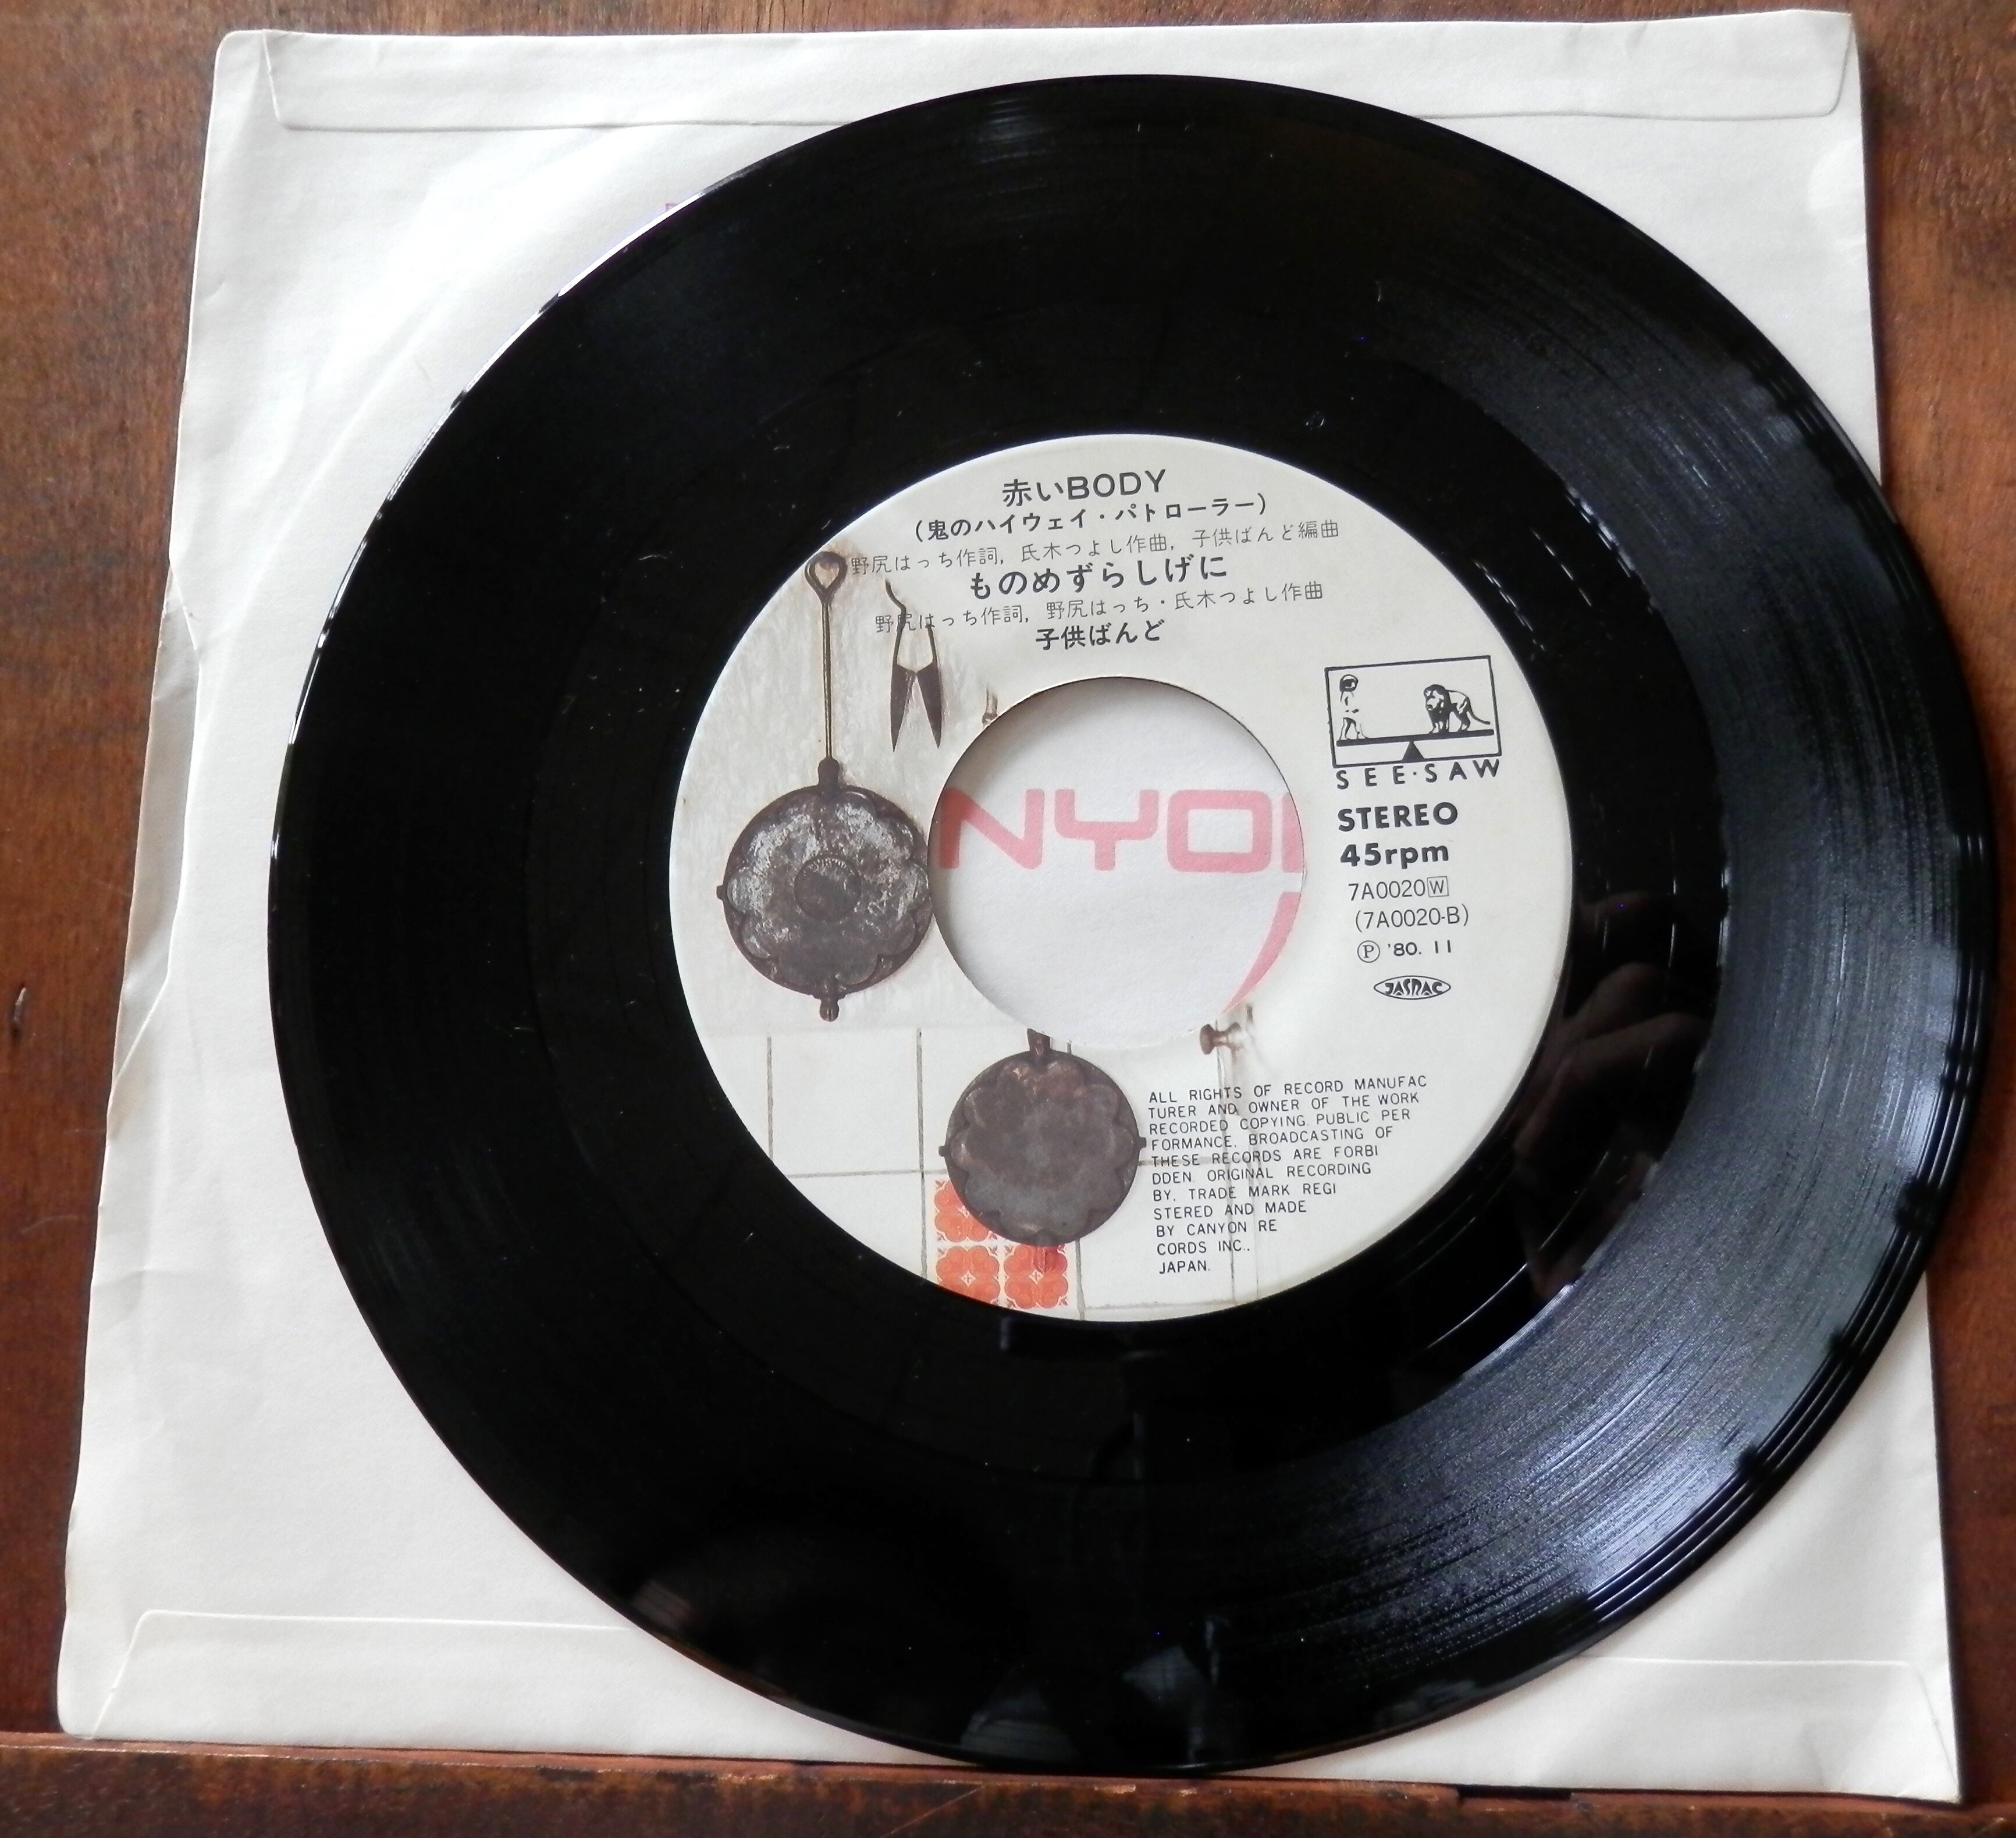 赤いBODY
(鬼のハイウェイ・パトローラー)
野尻はっち作詞, 氏木つよし作曲, 子供ばんど編曲
ものめずらしげに
野尻はっち作詞, 野尻はっち・氏木つよし作曲
子供ばんど
SEE·SAW
STEREO
45rpm
7A0020W
(7A0020-B)
Ⓟ '80. 11
JASRAC
NYO
ALL RIGHTS OF RECORD MANUFAC
TURER AND OWNER OF THE WORK
RECORDED COPYING PUBLIC PER
FORMANCE, BROADCASTING OF
THESE RECORDS ARE FORBI
DDEN. ORIGINAL RECORDING
BY, TRADE MARK REGI
STERED AND MADE
BY CANYON RE
CORDS INC.,
JAPAN.